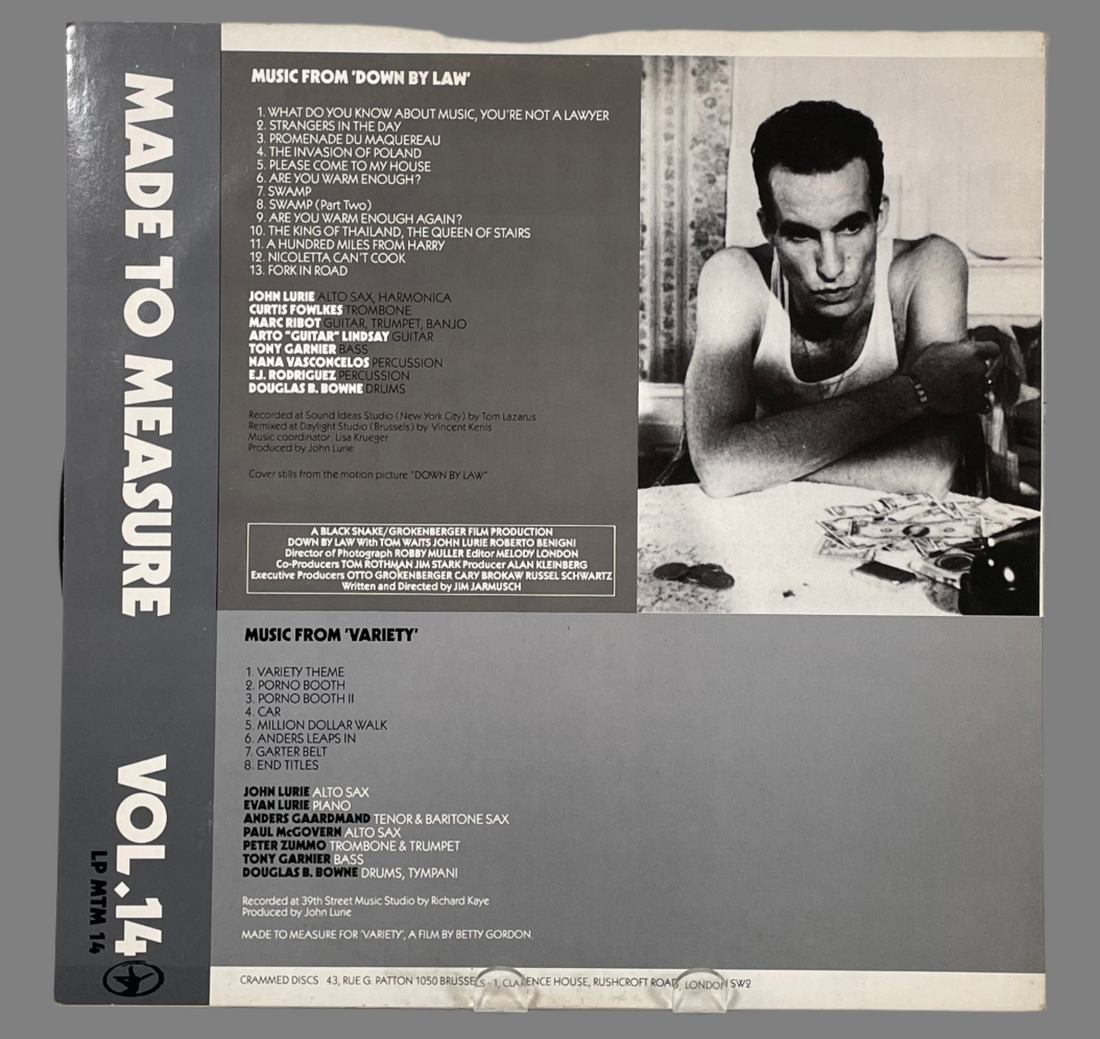 MADE TO MEASURE VOL.14
LP MTM 14
MUSIC FROM 'DOWN BY LAW'
1. WHAT DO YOU KNOW ABOUT MUSIC, YOU'RE NOT A LAWYER
2. STRANGERS IN THE DAY
3. PROMENADE DU MAQUEREAU
4. THE INVASION OF POLAND
5. PLEASE COME TO MY HOUSE
6. ARE YOU WARM ENOUGH?
7. SWAMP
8. SWAMP (Part Two)
9. ARE YOU WARM ENOUGH AGAIN?
10. THE KING OF THAILAND, THE QUEEN OF STAIRS
11. A HUNDRED MILES FROM HARRY
12. NICOLETTA CAN'T COOK
13. FORK IN ROAD
JOHN LURIE ALTO SAX, HARMONICA
CURTIS FOWLKES TROMBONE
MARC RIBOT GUITAR, TRUMPET, BANJO
ARTO "GUITAR" LINDSAY GUITAR
TONY GARNIER BASS
NANA VASCONCELOS PERCUSSION
E.J. RODRIGUEZ PERCUSSION
DOUGLAS B. BOWNE DRUMS
Recorded at Sound Ideas Studio (New York City) by Tom Lazarus
Remixed at Daylight Studio (Brussels) by Vincent Kenis
Music coordinator: Lisa Krueger
Produced by John Lurie
Cover stills from the motion picture "DOWN BY LAW"
A BLACK SNAKE/GROKENBERGER FILM PRODUCTION
DOWN BY LAW With TOM WAITS JOHN LURIE ROBERTO BENIGNI
Director of Photograph ROBBY MULLER Editor MELODY LONDON
Co-Producers TOM ROTHMAN JIM STARK Producer ALAN KLEINBERG
Executive Producers OTTO GROKENBERGER CARY BROKAW RUSSEL SCHWARTZ
Written and Directed by JIM JARMUSCH
MUSIC FROM 'VARIETY'
1. VARIETY THEME
2. PORNO BOOTH
3. PORNO BOOTH II
4. CAR
5. MILLION DOLLAR WALK
6. ANDERS LEAPS IN
7. GARTER BELT
8. END TITLES
JOHN LURIE ALTO SAX
EVAN LURIE PIANO
ANDERS GAARDMAND TENOR & BARITONE SAX
PAUL McGOVERN ALTO SAX
PETER ZUMMO TROMBONE & TRUMPET
TONY GARNIER BASS
DOUGLAS B. BOWNE DRUMS, TYMPANI
Recorded at 39th Street Music Studio by Richard Kaye
Produced by John Lurie
MADE TO MEASURE FOR 'VARIETY', A FILM BY BETTY GORDON.
CRAMMED DISCS 43, RUE G. PATTON 1050 BRUSSELS - 1, CLARENCE HOUSE, RUSHCROFT ROAD, LONDON SW2